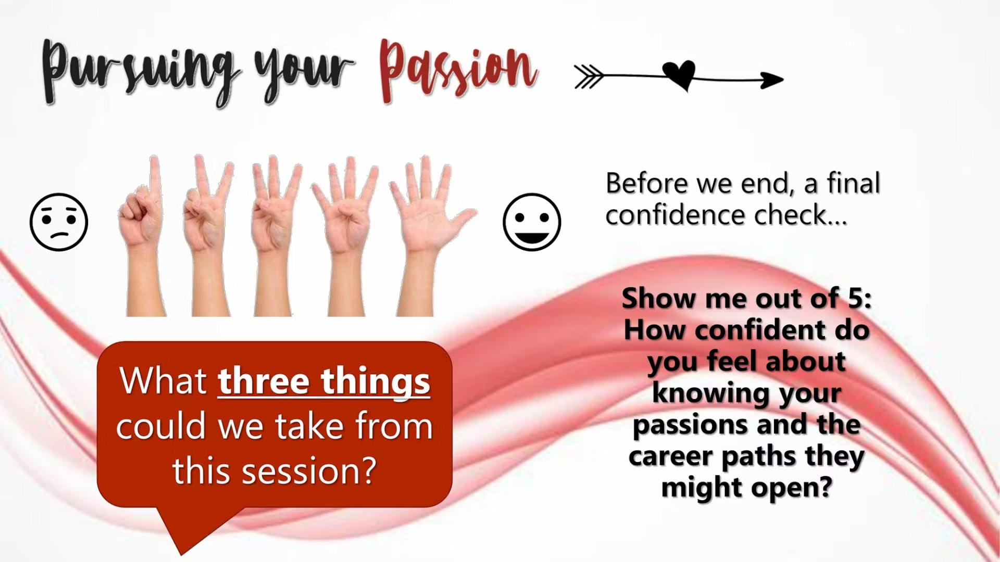 Pursuing your Passion
Before we end, a final
confidence check...
Show me out of 5:
How confident do
you feel about
knowing your
passions and the
career paths they
might open?
What three things
could we take from
this session?